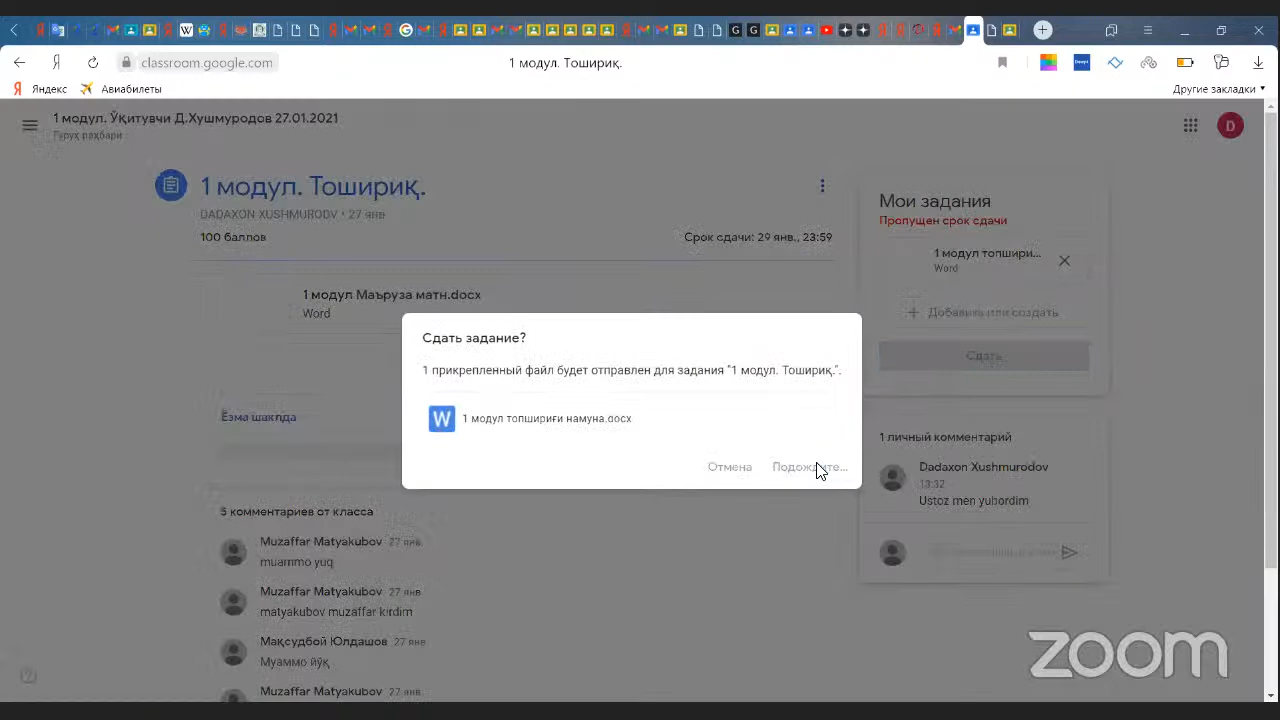 classroom.google.com
1 модул. Тошириқ.
Яндекс
Авиабилеты
Другие закладки
1 модул. Ўқитувчи Д.Хушмуродов 27.01.2021
Гурух раҳбари
D
1 модул. Тошириқ.
DADAXON XUSHMURODV • 27 янв
100 баллов
Срок сдачи: 29 янв., 23:59
1 модул Маъруза матн.docx
Word
Ёзма шаклда
5 комментариев от класса
Muzaffar Matyakubov 27 янв
muammo yuq
Muzaffar Matyakubov 27 янв
matyakubov muzaffar kirdim
Мақсудбой Юлдашов 27 янв
Муаммо йўқ
Muzaffar Matyakubov 27 янв
Сдать задание?
1 прикрепленный файл будет отправлен для задания "1 модул. Тошириқ.".
W
1 модул топшириғи намуна.docx
Отмена
Подождите...
Мои задания
Пропущен срок сдачи
1 модул топшири...
Word
+ Добавить или создать
Сдать
1 личный комментарий
Dadaxon Xushmurodov
13:32
Ustoz men yubordim
zoom